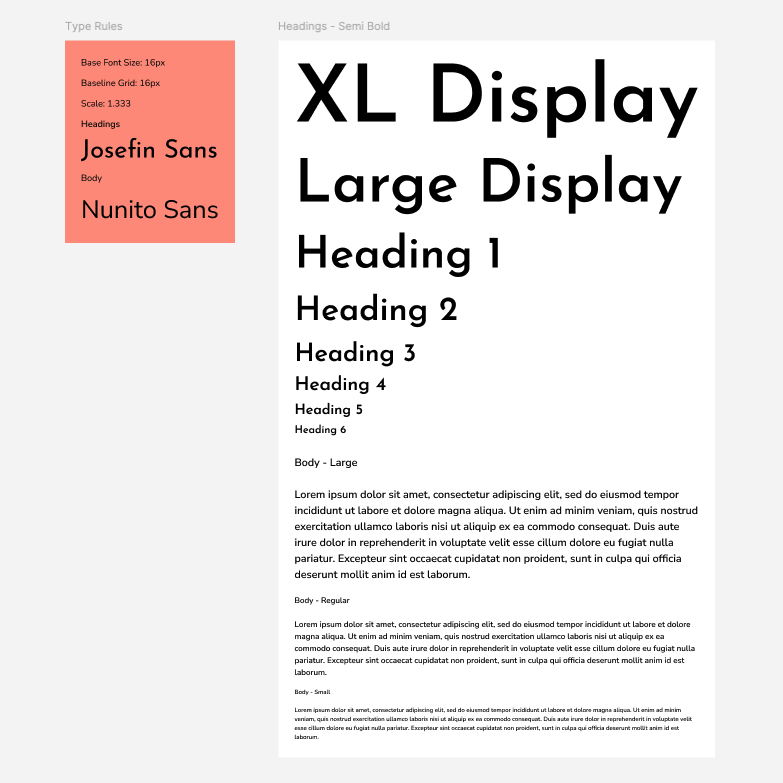 Type Rules
Base Font Size: 16px
Baseline Grid: 16px
Scale: 1.333
Headings
Josefin Sans
Body
Nunito Sans
Headings - Semi Bold
XL Display
Large Display
Heading 1
Heading 2
Heading 3
Heading 4
Heading 5
Heading 6
Body - Large
Lorem ipsum dolor sit amet, consectetur adipiscing elit, sed do eiusmod tempor
incididunt ut labore et dolore magna aliqua. Ut enim ad minim veniam, quis nostrud
exercitation ullamco laboris nisi ut aliquip ex ea commodo consequat. Duis aute
irure dolor in reprehenderit in voluptate velit esse cillum dolore eu fugiat nulla
pariatur. Excepteur sint occaecat cupidatat non proident, sunt in culpa qui officia
deserunt mollit anim id est laborum.
Body - Regular
Lorem ipsum dolor sit amet, consectetur adipiscing elit, sed do eiusmod tempor incididunt ut labore et dolore
magna aliqua. Ut enim ad minim veniam, quis nostrud exercitation ullamco laboris nisi ut aliquip ex ea
commodo consequat. Duis aute irure dolor in reprehenderit in voluptate velit esse cillum dolore eu fugiat nulla
pariatur. Excepteur sint occaecat cupidatat non proident, sunt in culpa qui officia deserunt mollit anim id est
laborum.
Body - Small
Lorem ipsum dolor sit amet, consectetur adipiscing elit, sed do eiusmod tempor incididunt ut labore et dolore magna aliqua. Ut enim ad minim
veniam, quis nostrud exercitation ullamco laboris nisi ut aliquip ex ea commodo consequat. Duis aute irure dolor in reprehenderit in voluptate velit
esse cillum dolore eu fugiat nulla pariatur. Excepteur sint occaecat cupidatat non proident, sunt in culpa qui officia deserunt mollit anim id est
laborum.